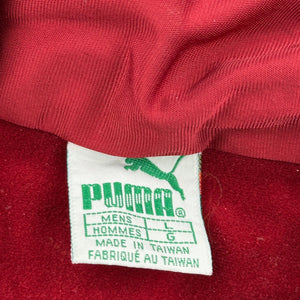 PUMA®
MENS L
HOMMES G
MADE IN TAIWAN
FABRIQUÉ AU TAIWAN